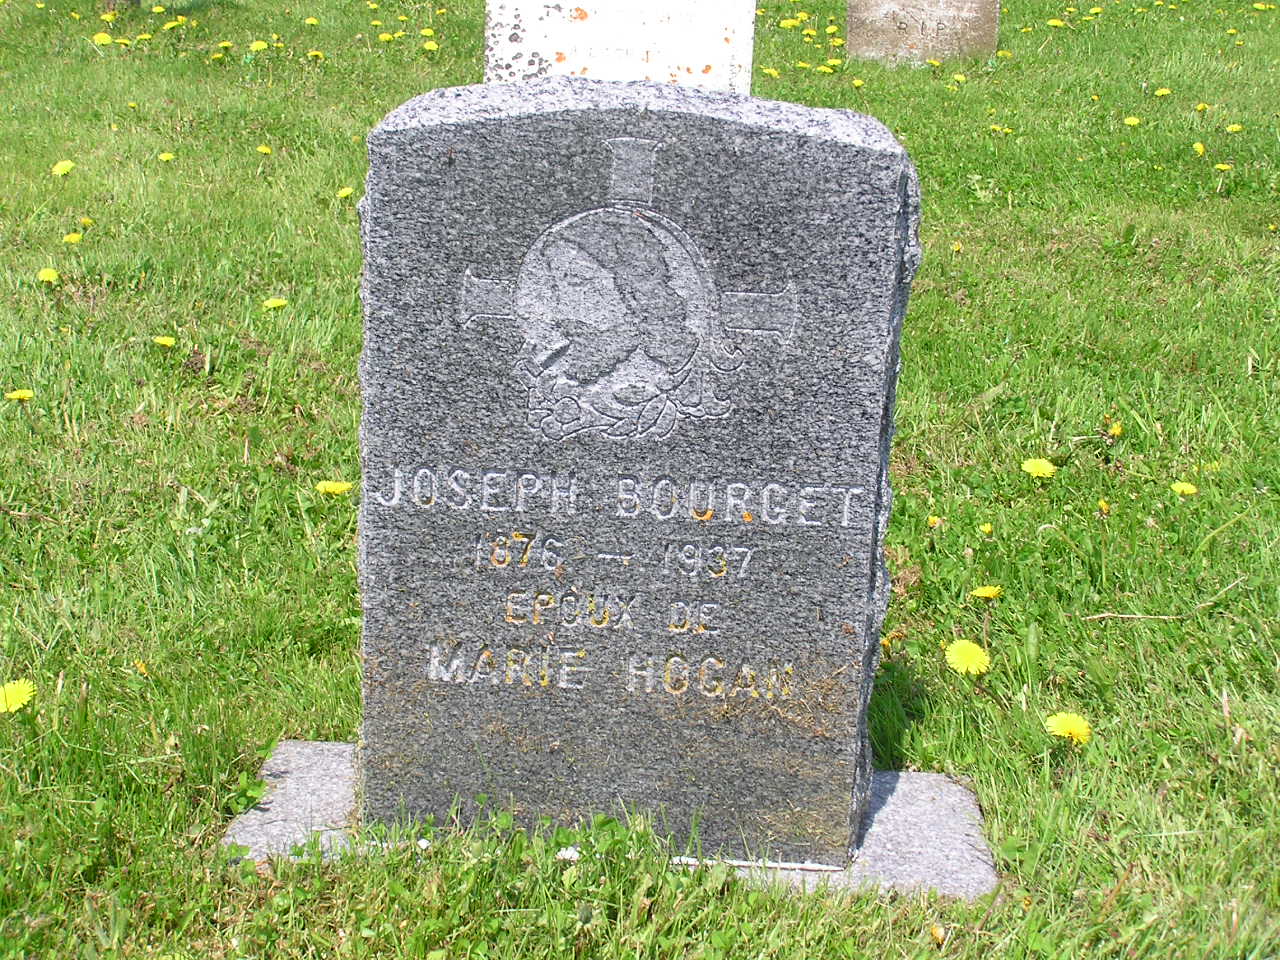 R.I.P.
JOSEPH BOURGET
1876 — 1937
EPOUX DE
MARIE HOGAN